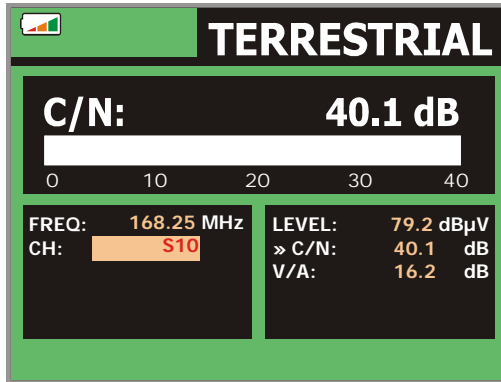 TERRESTRIAL
C/N: 40.1 dB
0 10 20 30 40
FREQ: 168.25 MHz
CH: S10
LEVEL: 79.2 dBµV
» C/N: 40.1 dB
V/A: 16.2 dB